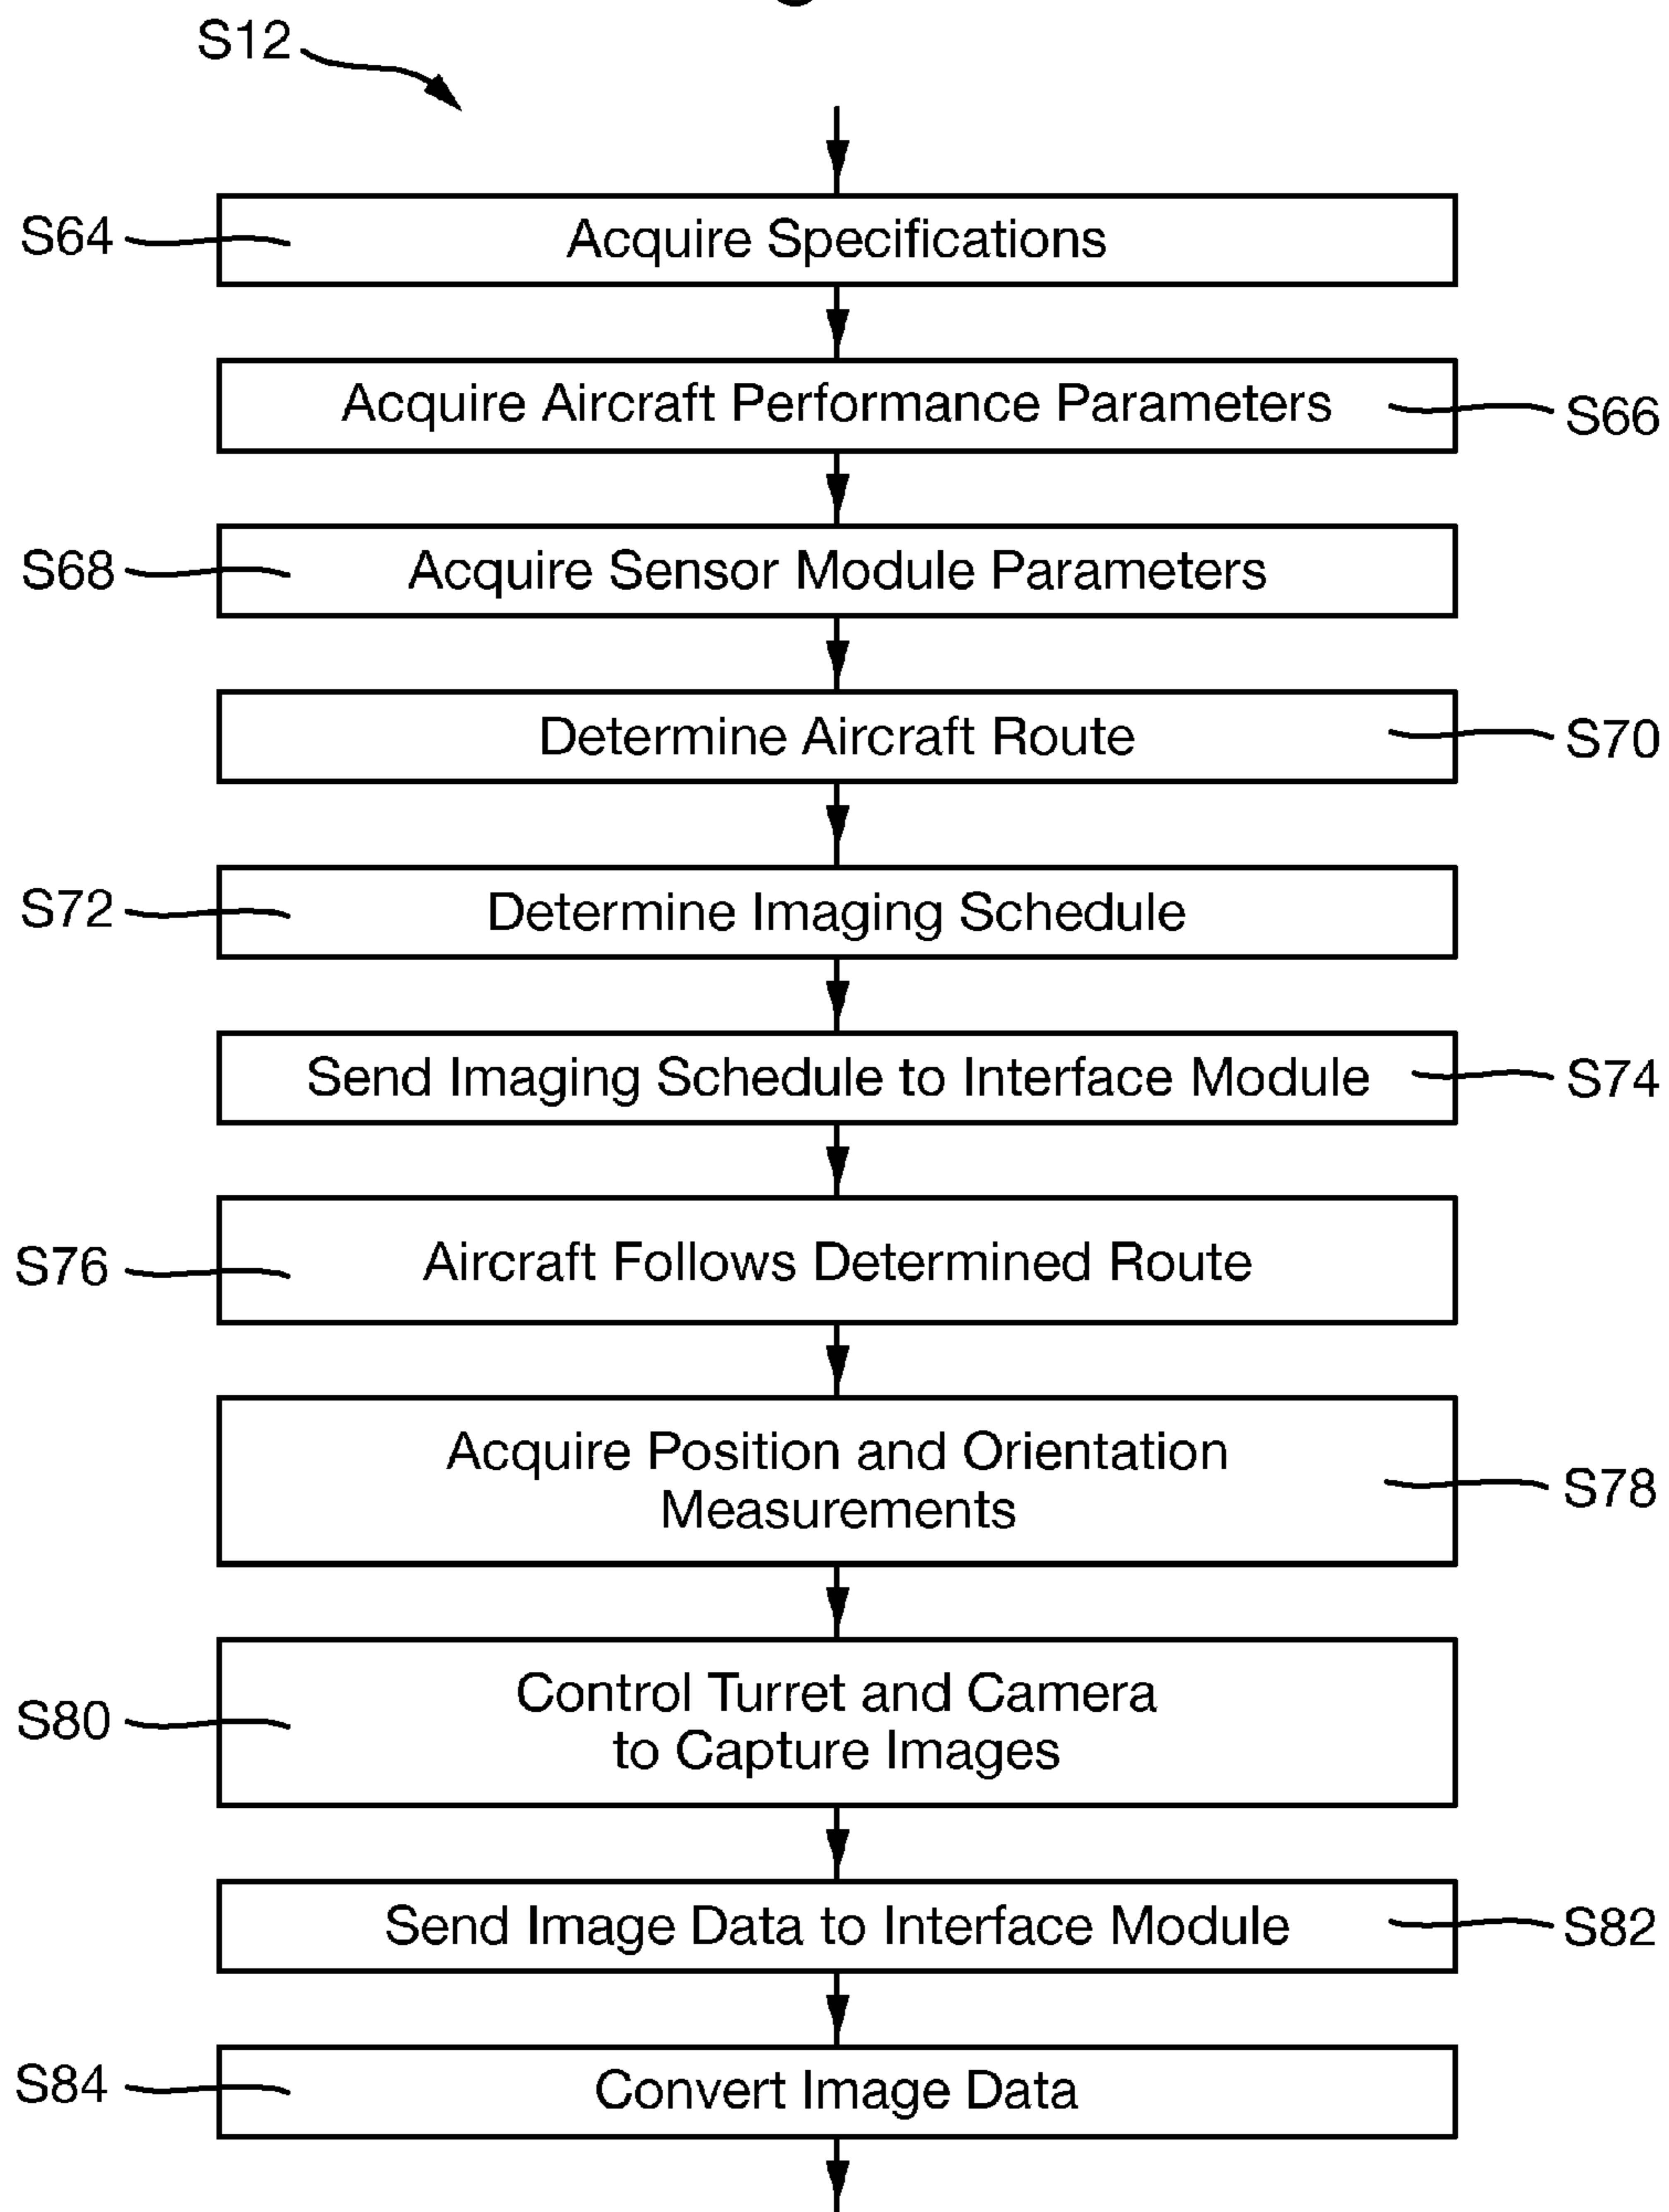 S12
S64
Acquire Specifications
Acquire Aircraft Performance Parameters
S66
S68
Acquire Sensor Module Parameters
Determine Aircraft Route
S70
S72
Determine Imaging Schedule
Send Imaging Schedule to Interface Module
S74
S76
Aircraft Follows Determined Route
Acquire Position and Orientation
Measurements
S78
S80
Control Turret and Camera
to Capture Images
Send Image Data to Interface Module
S82
S84
Convert Image Data